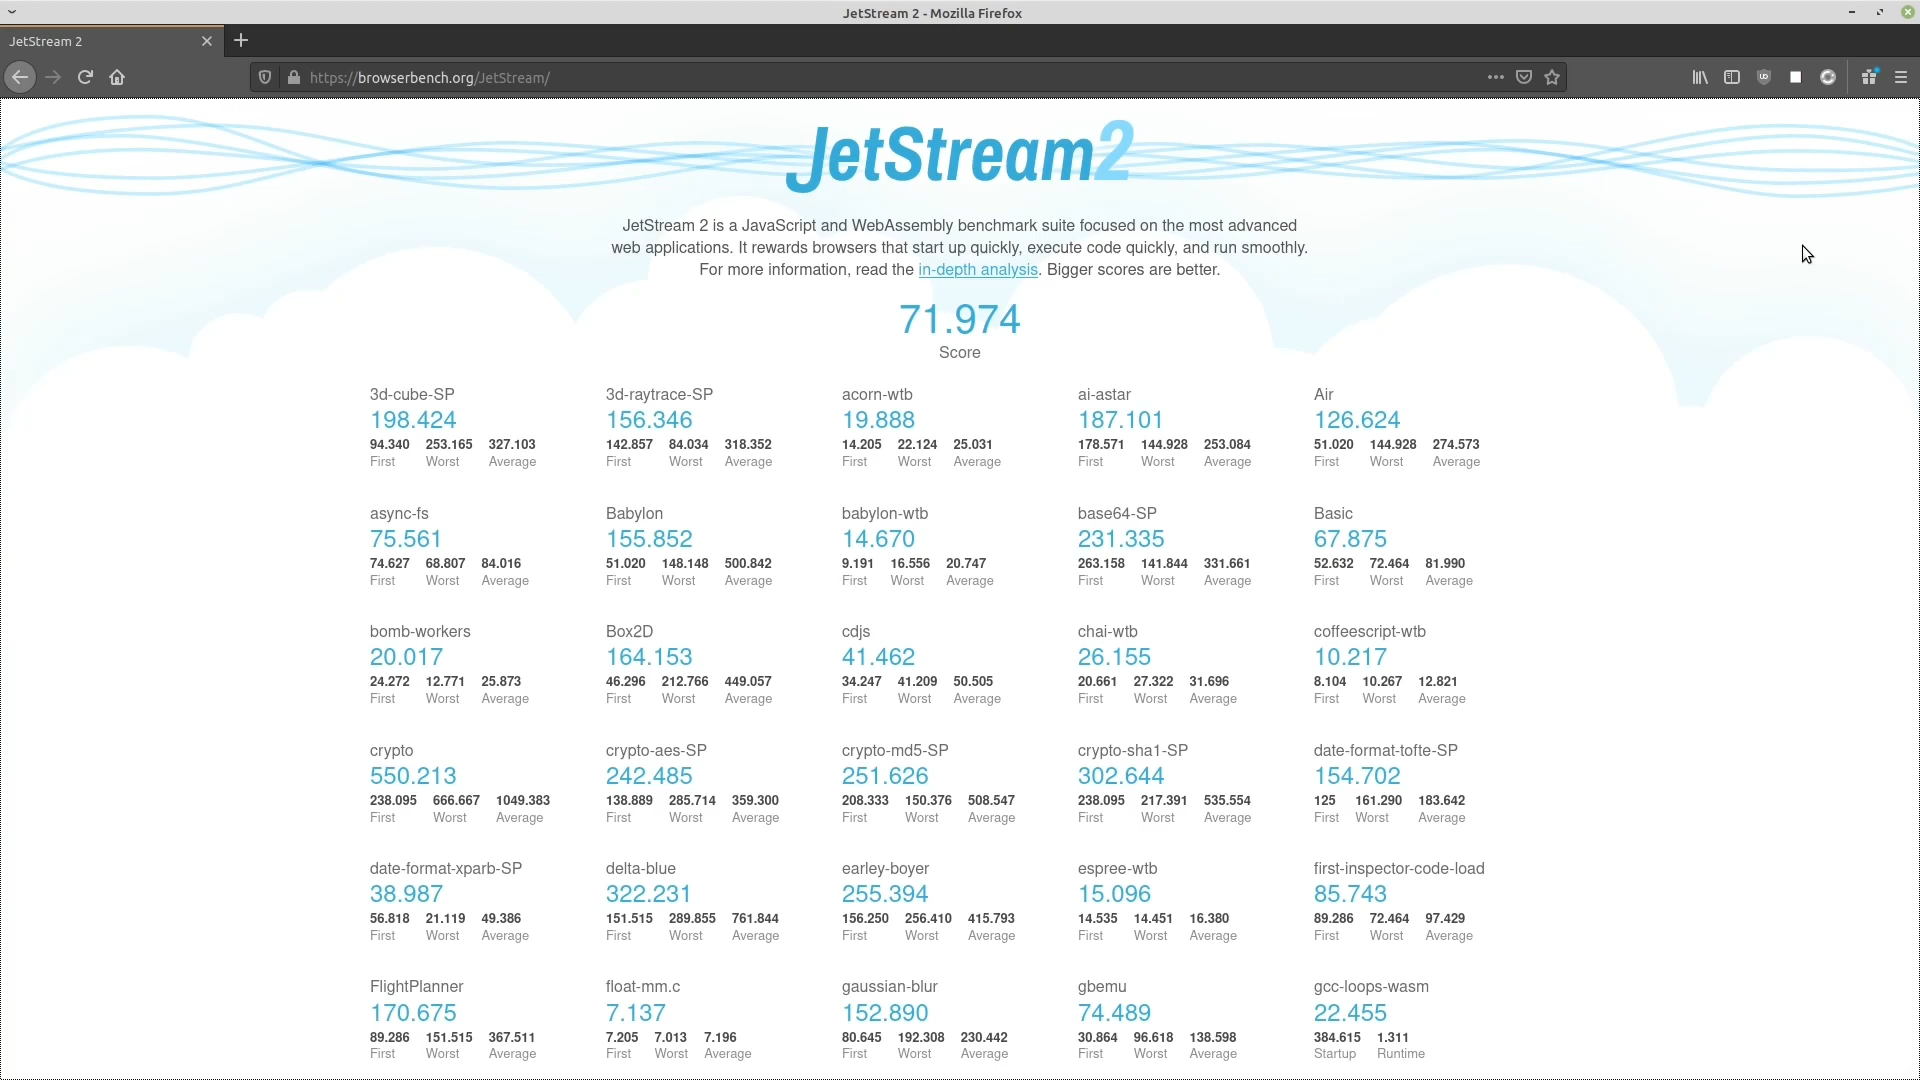 JetStream 2 - Mozilla Firefox
JetStream 2
https://browserbench.org/JetStream/
JetStream2
JetStream 2 is a JavaScript and WebAssembly benchmark suite focused on the most advanced
web applications. It rewards browsers that start up quickly, execute code quickly, and run smoothly.
For more information, read the in-depth analysis. Bigger scores are better.
71.974
Score
3d-cube-SP 3d-raytrace-SP acorn-wtb ai-astar Air
198.424 156.346 19.888 187.101 126.624
94.340 253.165 327.103 142.857 84.034 318.352 14.205 22.124 25.031 178.571 144.928 253.084 51.020 144.928 274.573
First Worst Average First Worst Average First Worst Average First Worst Average First Worst Average
async-fs Babylon babylon-wtb base64-SP Basic
75.561 155.852 14.670 231.335 67.875
74.627 68.807 84.016 51.020 148.148 500.842 9.191 16.556 20.747 263.158 141.844 331.661 52.632 72.464 81.990
First Worst Average First Worst Average First Worst Average First Worst Average First Worst Average
bomb-workers Box2D cdjs chai-wtb coffeescript-wtb
20.017 164.153 41.462 26.155 10.217
24.272 12.771 25.873 46.296 212.766 449.057 34.247 41.209 50.505 20.661 27.322 31.696 8.104 10.267 12.821
First Worst Average First Worst Average First Worst Average First Worst Average First Worst Average
crypto crypto-aes-SP crypto-md5-SP crypto-sha1-SP date-format-tofte-SP
550.213 242.485 251.626 302.644 154.702
238.095 666.667 1049.383 138.889 285.714 359.300 208.333 150.376 508.547 238.095 217.391 535.554 125 161.290 183.642
First Worst Average First Worst Average First Worst Average First Worst Average First Worst Average
date-format-xparb-SP delta-blue earley-boyer espree-wtb first-inspector-code-load
38.987 322.231 255.394 15.096 85.743
56.818 21.119 49.386 151.515 289.855 761.844 156.250 256.410 415.793 14.535 14.451 16.380 89.286 72.464 97.429
First Worst Average First Worst Average First Worst Average First Worst Average First Worst Average
FlightPlanner float-mm.c gaussian-blur gbemu gcc-loops-wasm
170.675 7.137 152.890 74.489 22.455
89.286 151.515 367.511 7.205 7.013 7.196 80.645 192.308 230.442 30.864 96.618 138.598 384.615 1.311
First Worst Average First Worst Average First Worst Average First Worst Average Startup Runtime